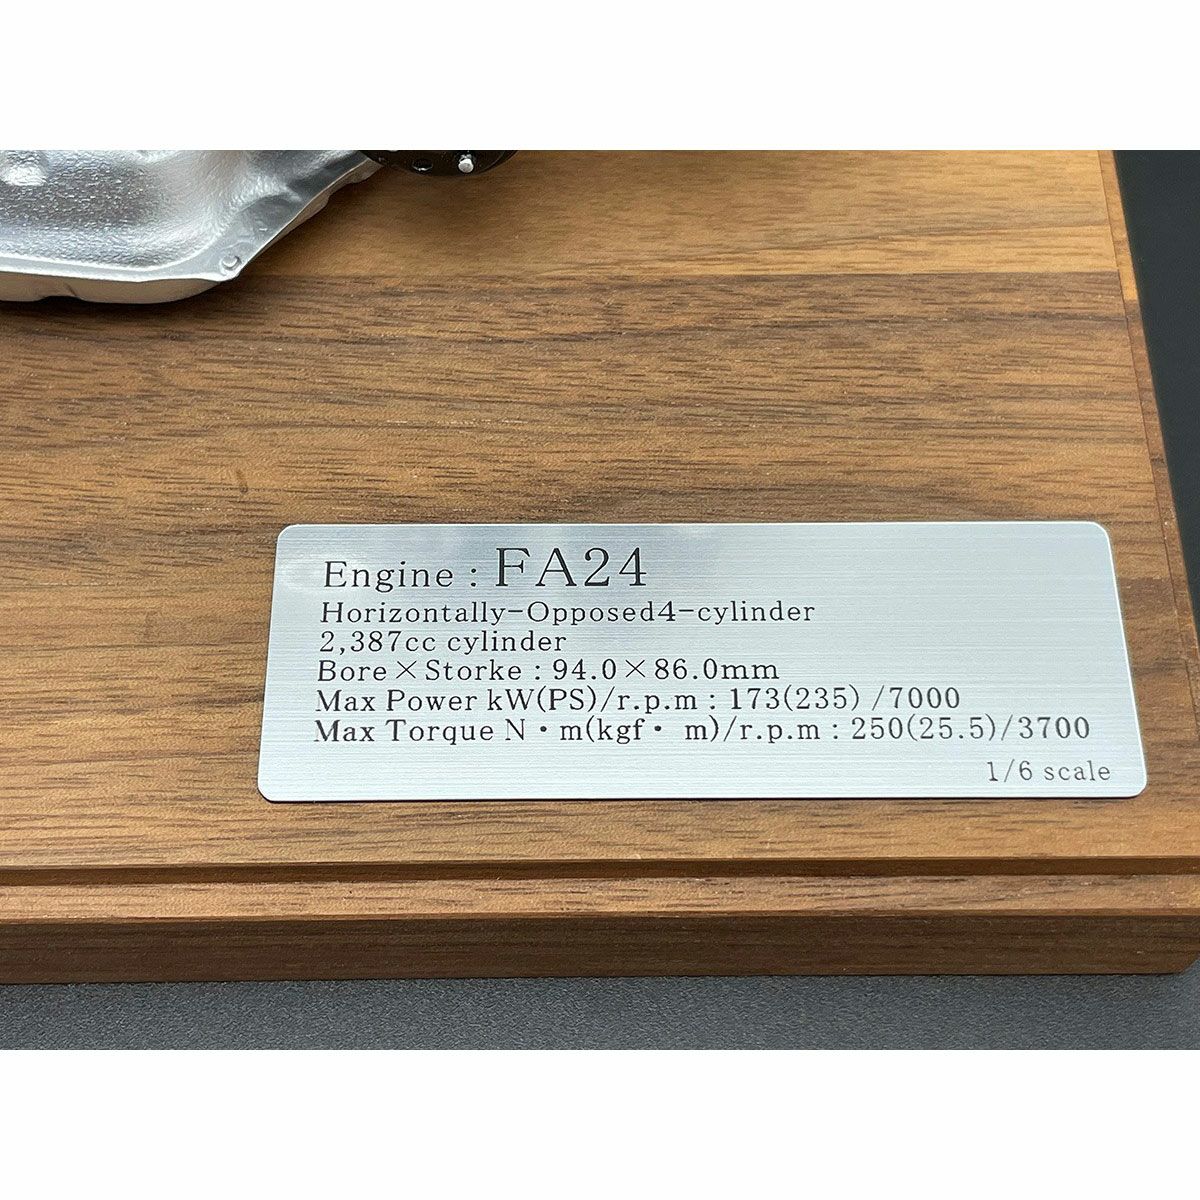 Engine : FA24
Horizontally-Opposed4-cylinder
2,387cc cylinder
Bore×Storke : 94.0×86.0mm
Max Power kW(PS)/r.p.m : 173(235) /7000
Max Torque N・m(kgf・ m)/r.p.m : 250(25.5)/3700
1/6 scale